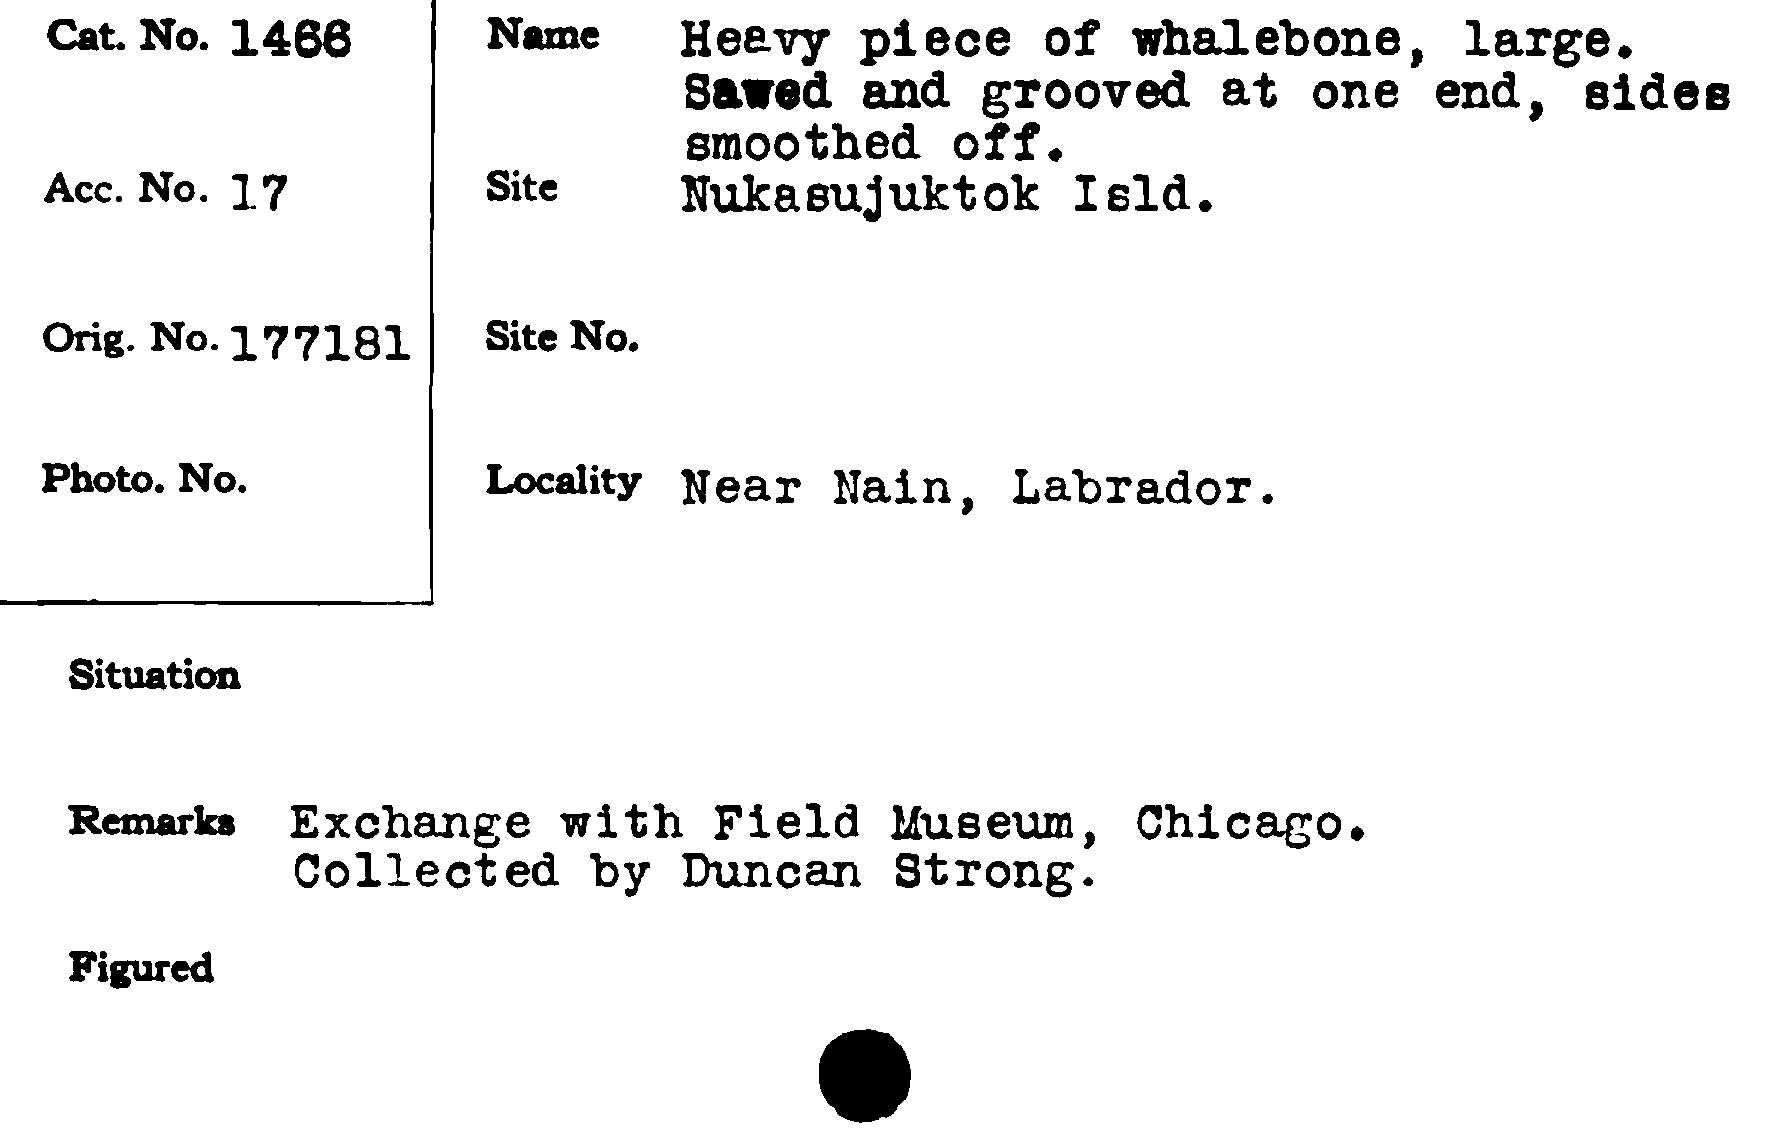 Cat. No. 1466
Name Heavy piece of whalebone, large.
Sawed and grooved at one end, sides
smoothed off.
Acc. No. 17
Site Nukasujuktok Isld.
Orig. No. 177181
Site No.
Photo. No.
Locality Near Nain, Labrador.
Situation
Remarks Exchange with Field Museum, Chicago.
Collected by Duncan Strong.
Figured